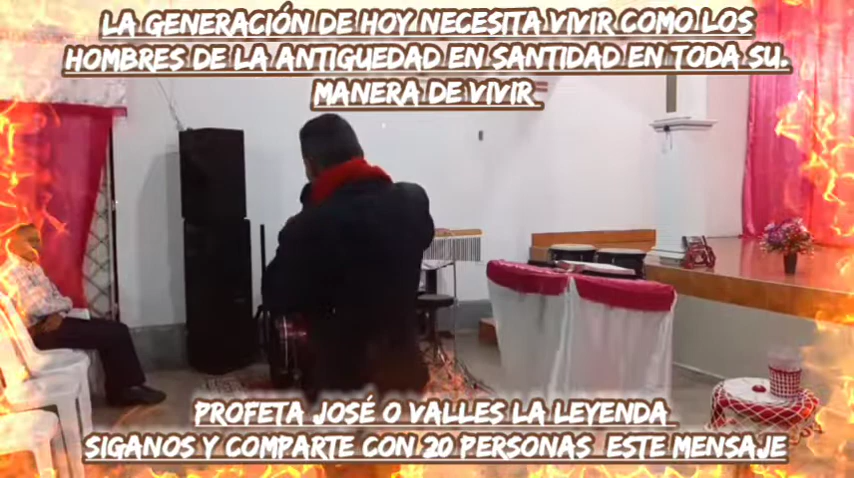 LA GENERACIÓN DE HOY NECESITA VIVIR COMO LOS
HOMBRES DE LA ANTIGUEDAD EN SANTIDAD EN TODA SU.
MANERA DE VIVIR.
PROFETA JOSÉ O VALLES LA LEYENDA
SIGANOS Y COMPARTE CON 20 PERSONAS ESTE MENSAJE